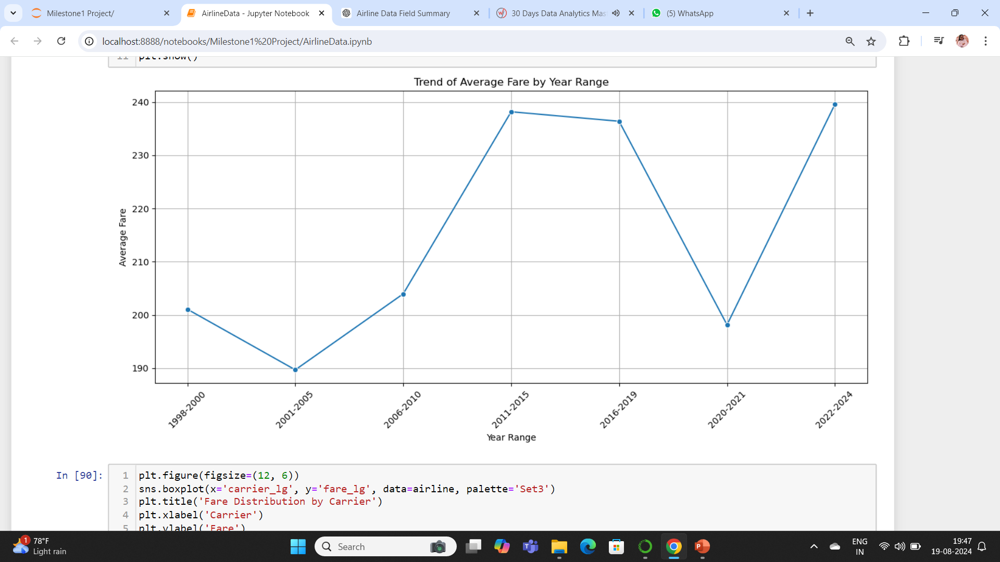 Milestone1 Project/
AirlineData - Jupyter Notebook
Airline Data Field Summary
30 Days Data Analytics Mas
(5) WhatsApp
localhost:8888/notebooks/Milestone1%20Project/AirlineData.ipynb
11 plt.show()
Trend of Average Fare by Year Range
240
230
220
210
200
190
Average Fare
1998-2000
2001-2005
2006-2010
2011-2015
2016-2019
2020-2021
2022-2024
Year Range
In [90]:
1 plt.figure(figsize=(12, 6))
2 sns.boxplot(x='carrier_lg', y='fare_lg', data=airline, palette='Set3')
3 plt.title('Fare Distribution by Carrier')
4 plt.xlabel('Carrier')
5 plt.ylabel('Fare')
1
78°F
Light rain
Search
ENG
IN
19:47
19-08-2024